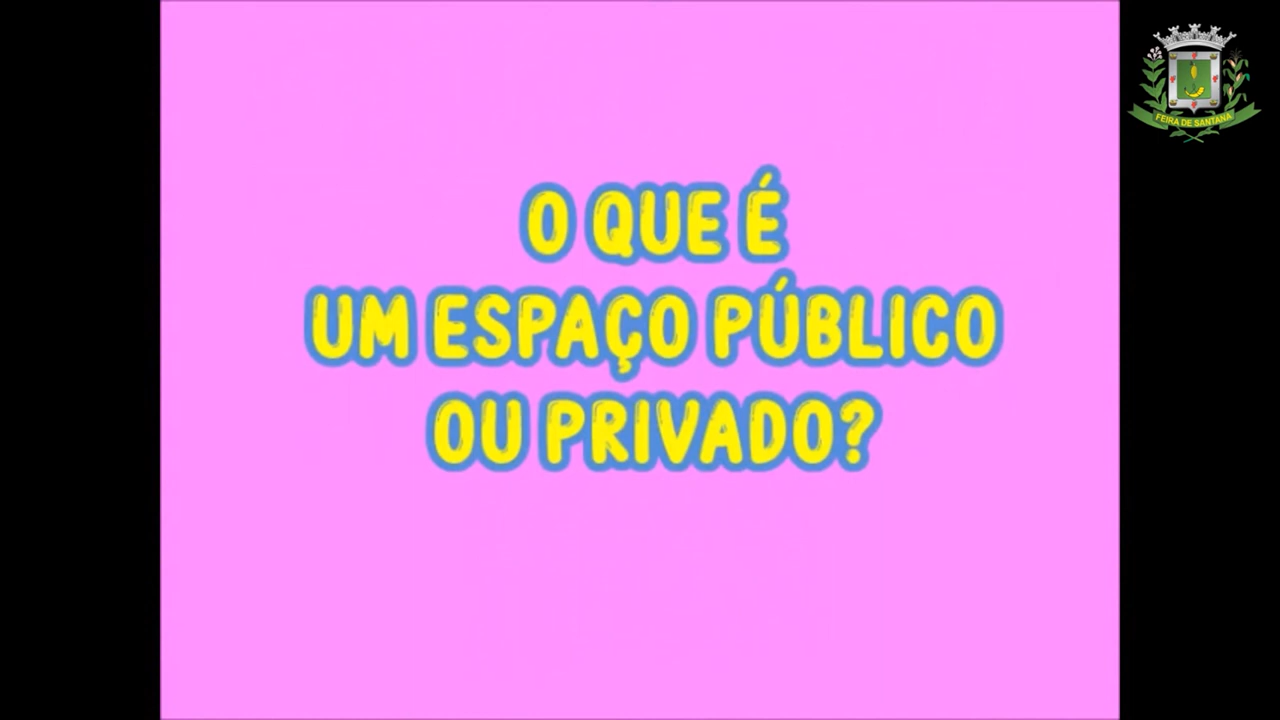 FEIRA DE SANTANA
O QUE É
UM ESPAÇO PÚBLICO
OU PRIVADO?